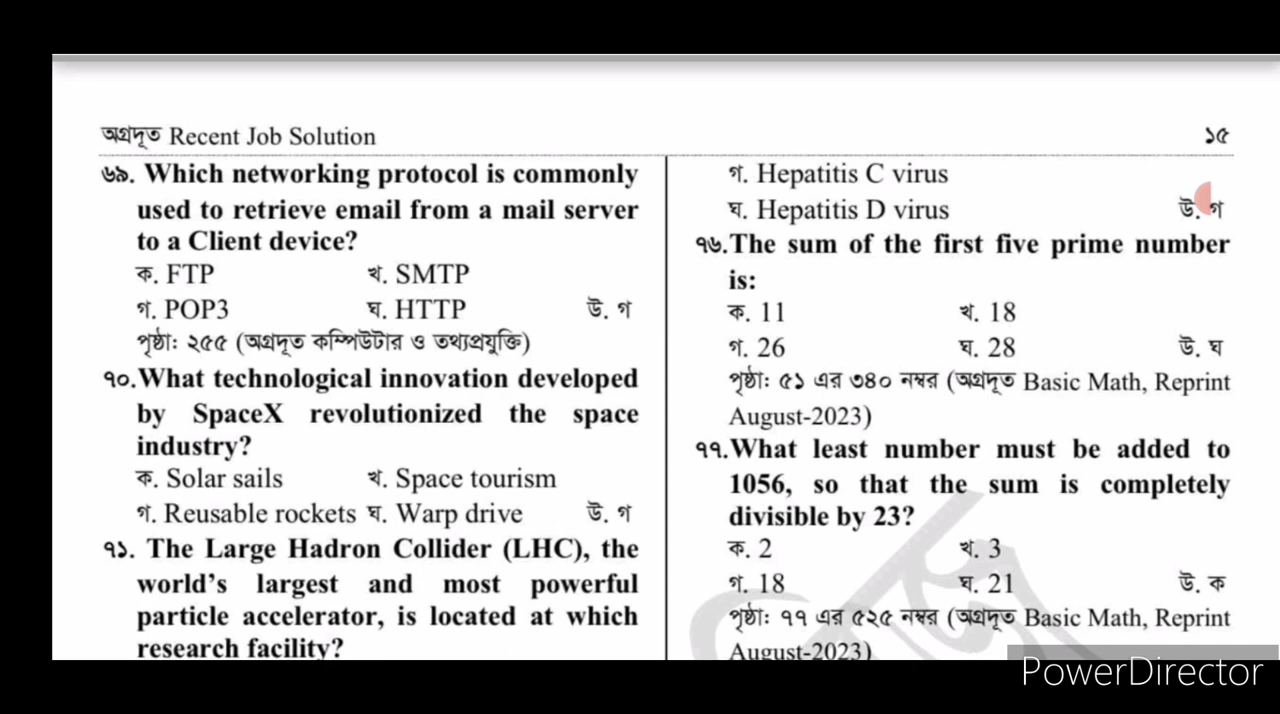 অগ্রদূত Recent Job Solution
১৫
৬৯. Which networking protocol is commonly
used to retrieve email from a mail server
to a Client device?
ক. FTP খ. SMTP
গ. POP3 ঘ. HTTP উ. গ
পৃষ্ঠাঃ ২৫৫ (অগ্রদূত কম্পিউটার ও তথ্যপ্রযুক্তি)
৭০.What technological innovation developed
by SpaceX revolutionized the space
industry?
ক. Solar sails খ. Space tourism
গ. Reusable rockets ঘ. Warp drive উ. গ
৭১. The Large Hadron Collider (LHC), the
world's largest and most powerful
particle accelerator, is located at which
research facility?
গ. Hepatitis C virus
ঘ. Hepatitis D virus উ. গ
৭৬.The sum of the first five prime number
is:
ক. 11 খ. 18
গ. 26 ঘ. 28 উ. ঘ
পৃষ্ঠাঃ ৫১ এর ৩৪০ নম্বর (অগ্রদূত Basic Math, Reprint
August-2023)
৭৭.What least number must be added to
1056, so that the sum is completely
divisible by 23?
ক. 2 খ. 3
গ. 18 ঘ. 21 উ. ক
পৃষ্ঠাঃ ৭৭ এর ৫২৫ নম্বর (অগ্রদূত Basic Math, Reprint
August-2023)
PowerDirector